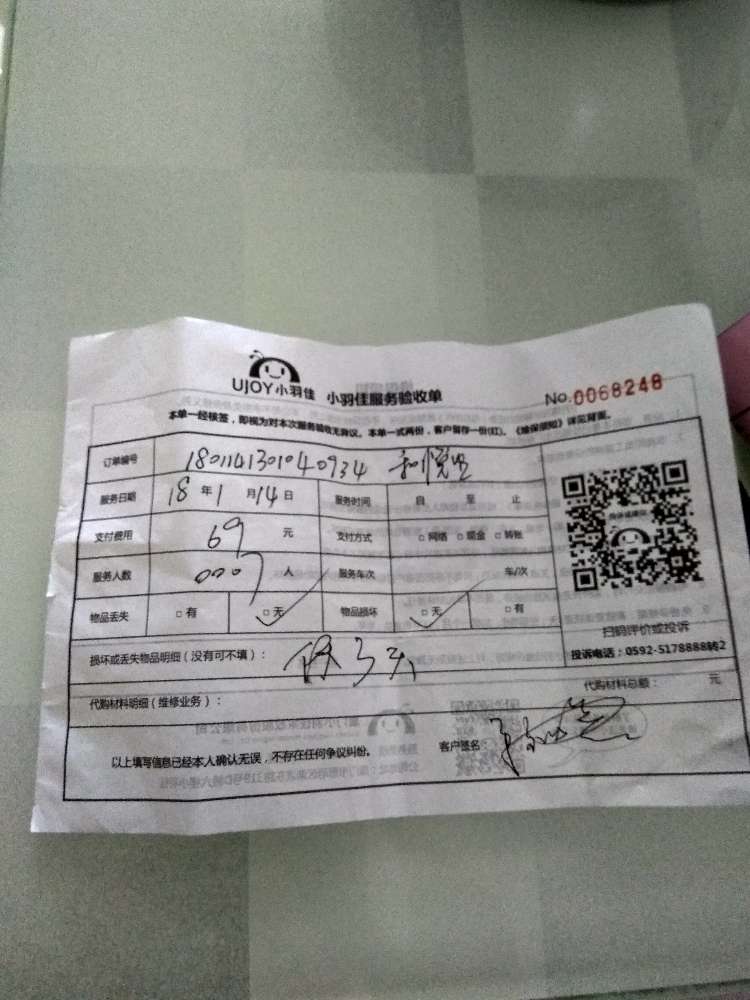 UJOY小羽佳 小羽佳服务验收单 No.0068248
本单一经核签，即视为对本次服务验收无异议。本单一式两份，客户留存一份(红)。《维保须知》详见背面。
订单编号 1801141301040934
服务日期 18 年 1 月 14 日 服务时间 自 至 止
支付费用 69 元 支付方式 □ 网络 □ 现金 □ 转账
服务人数 0007 人 服务车次 车/次
物品丢失 □ 有 □ 无 物品损坏 □ 无 □ 有
扫码评价或投诉
投诉电话：0592-5178888转2
损坏或丢失物品明细（没有可不填）：
代购材料明细（维修业务）： 代购材料总额： 元
以上填写信息已经本人确认无误，不存在任何争议纠纷。 客户签名